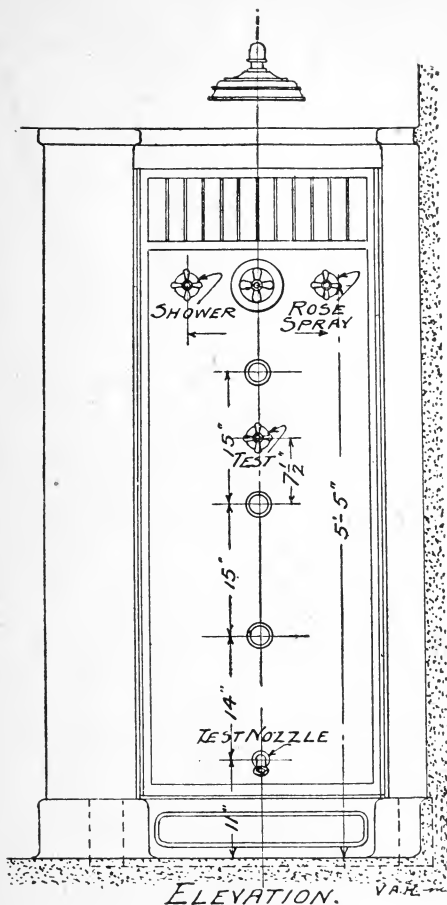 SHOWER
ROSE
SPRAY
15"
TEST
7½"
5'-5"
15"
14"
TEST NOZZLE
11"
ELEVATION.
V.A.H.